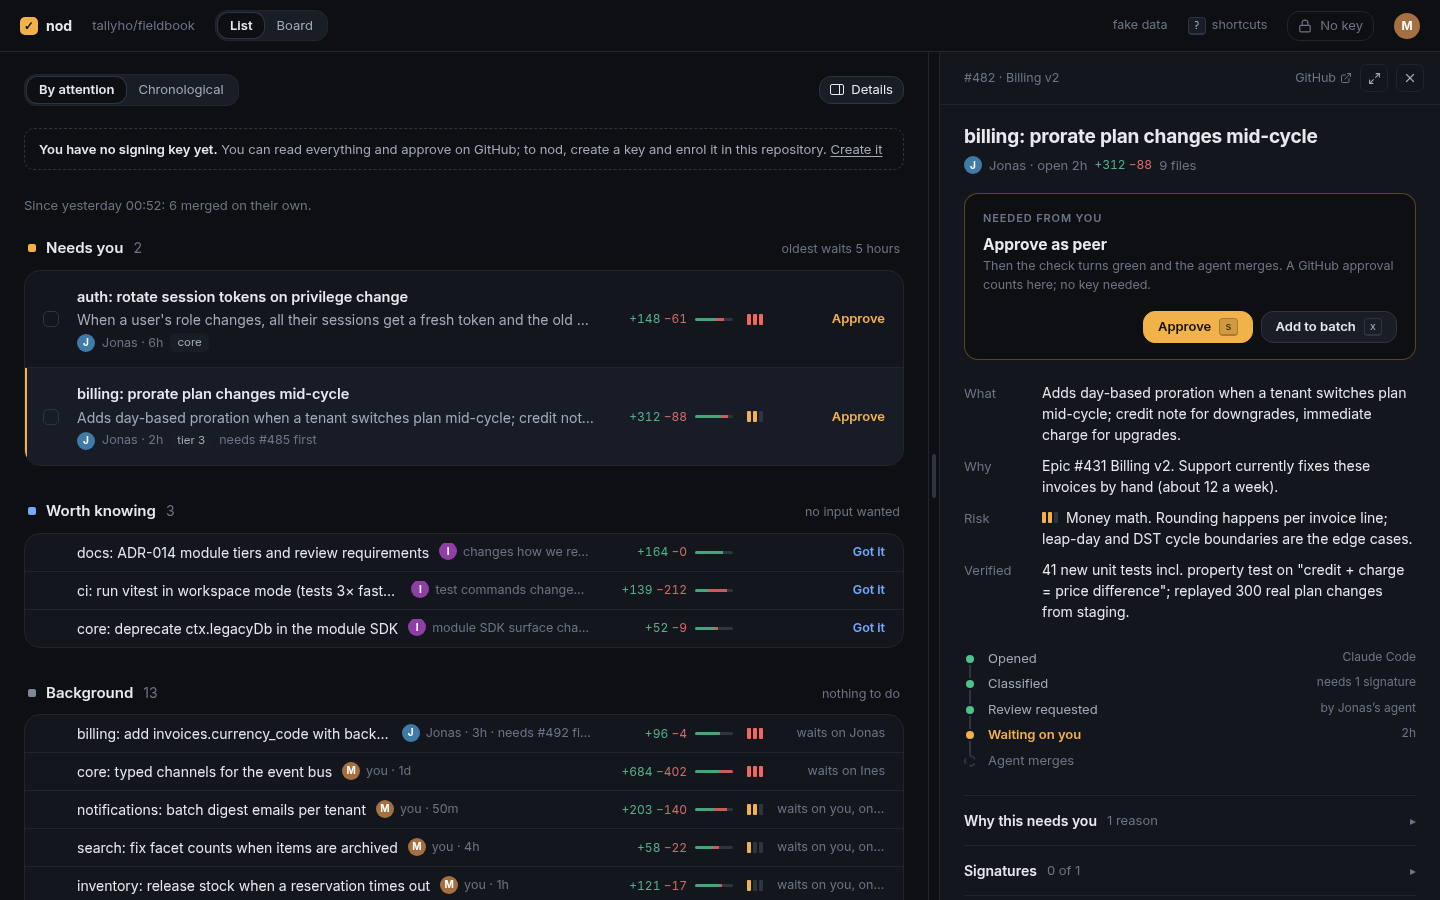 nod tallyho/fieldbook List Board fake data ? shortcuts No key M
By attention Chronological Details
You have no signing key yet. You can read everything and approve on GitHub; to nod, create a key and enrol it in this repository. Create it
Since yesterday 00:52: 6 merged on their own.
Needs you 2 oldest waits 5 hours
auth: rotate session tokens on privilege change
When a user's role changes, all their sessions get a fresh token and the old ... +148 −61 Approve
J Jonas · 6h core
billing: prorate plan changes mid-cycle
Adds day-based proration when a tenant switches plan mid-cycle; credit not... +312 −88 Approve
J Jonas · 2h tier 3 needs #485 first
Worth knowing 3 no input wanted
docs: ADR-014 module tiers and review requirements I changes how we re... +164 −0 Got it
ci: run vitest in workspace mode (tests 3× fast... I test commands change... +139 −212 Got it
core: deprecate ctx.legacyDb in the module SDK I module SDK surface cha... +52 −9 Got it
Background 13 nothing to do
billing: add invoices.currency_code with back... J Jonas · 3h · needs #492 fi... +96 −4 waits on Jonas
core: typed channels for the event bus M you · 1d +684 −402 waits on Ines
notifications: batch digest emails per tenant M you · 50m +203 −140 waits on you, on...
search: fix facet counts when items are archived M you · 4h +58 −22 waits on you, on...
inventory: release stock when a reservation times out M you · 1h +121 −17 waits on you, on...
#482 · Billing v2 GitHub
billing: prorate plan changes mid-cycle
J Jonas · open 2h +312 −88 9 files
NEEDED FROM YOU
Approve as peer
Then the check turns green and the agent merges. A GitHub approval
counts here; no key needed.
Approve s Add to batch x
What Adds day-based proration when a tenant switches plan
mid-cycle; credit note for downgrades, immediate
charge for upgrades.
Why Epic #431 Billing v2. Support currently fixes these
invoices by hand (about 12 a week).
Risk Money math. Rounding happens per invoice line;
leap-day and DST cycle boundaries are the edge cases.
Verified 41 new unit tests incl. property test on "credit + charge
= price difference"; replayed 300 real plan changes
from staging.
Opened Claude Code
Classified needs 1 signature
Review requested by Jonas's agent
Waiting on you 2h
Agent merges
Why this needs you 1 reason
Signatures 0 of 1